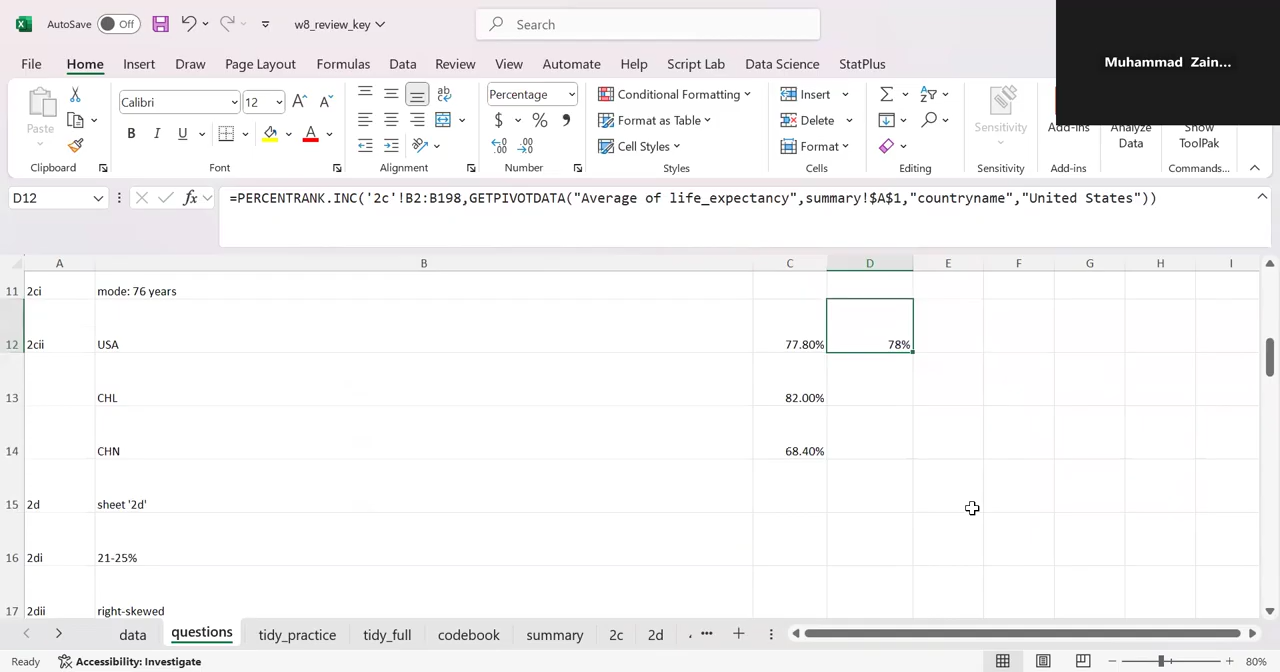 AutoSave Off w8_review_key Search
Muhammad Zain...
File Home Insert Draw Page Layout Formulas Data Review View Automate Help Script Lab Data Science StatPlus
Paste Calibri 12 A A ab Percentage Conditional Formatting Insert Σ Sensitivity Add-ins Analyze Data Show ToolPak
B I U A $ % , Format as Table Delete
Cell Styles Format
Clipboard Font Alignment Number Styles Cells Editing Sensitivity Add-ins Commands...
D12 fx =PERCENTRANK.INC('2c'!B2:B198,GETPIVOTDATA("Average of life_expectancy",summary!$A$1,"countryname","United States"))
A B C D E F G H I
11 2ci mode: 76 years
12 2cii USA 77.80% 78%
13 CHL 82.00%
14 CHN 68.40%
15 2d sheet '2d'
16 2di 21-25%
17 2dii right-skewed
data questions tidy_practice tidy_full codebook summary 2c 2d
Ready Accessibility: Investigate 80%